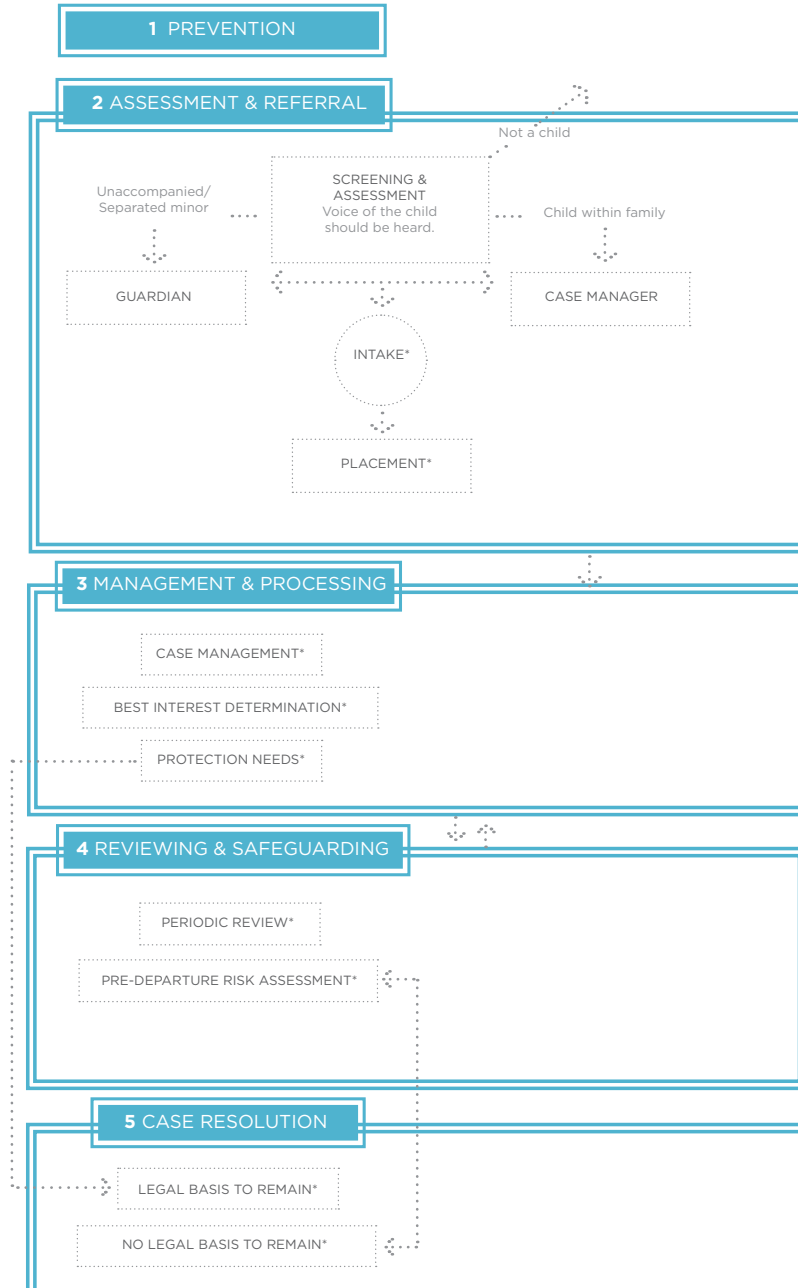 1 PREVENTION
2 ASSESSMENT & REFERRAL
Not a child
SCREENING &
ASSESSMENT
Voice of the child
should be heard.
Unaccompanied/
Separated minor
Child within family
GUARDIAN
CASE MANAGER
INTAKE*
PLACEMENT*
3 MANAGEMENT & PROCESSING
CASE MANAGEMENT*
BEST INTEREST DETERMINATION*
PROTECTION NEEDS*
4 REVIEWING & SAFEGUARDING
PERIODIC REVIEW*
PRE-DEPARTURE RISK ASSESSMENT*
5 CASE RESOLUTION
LEGAL BASIS TO REMAIN*
NO LEGAL BASIS TO REMAIN*